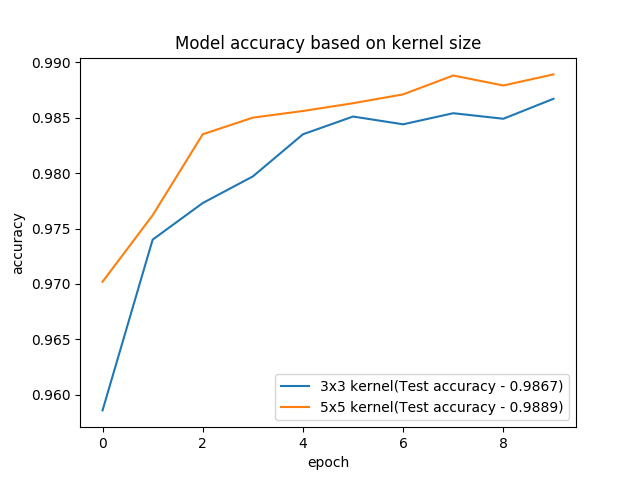 Model accuracy based on kernel size
0.990
0.985
0.980
0.975
0.970
0.965
0.960
accuracy
3x3 kernel(Test accuracy - 0.9867)
5x5 kernel(Test accuracy - 0.9889)
0 2 4 6 8
epoch